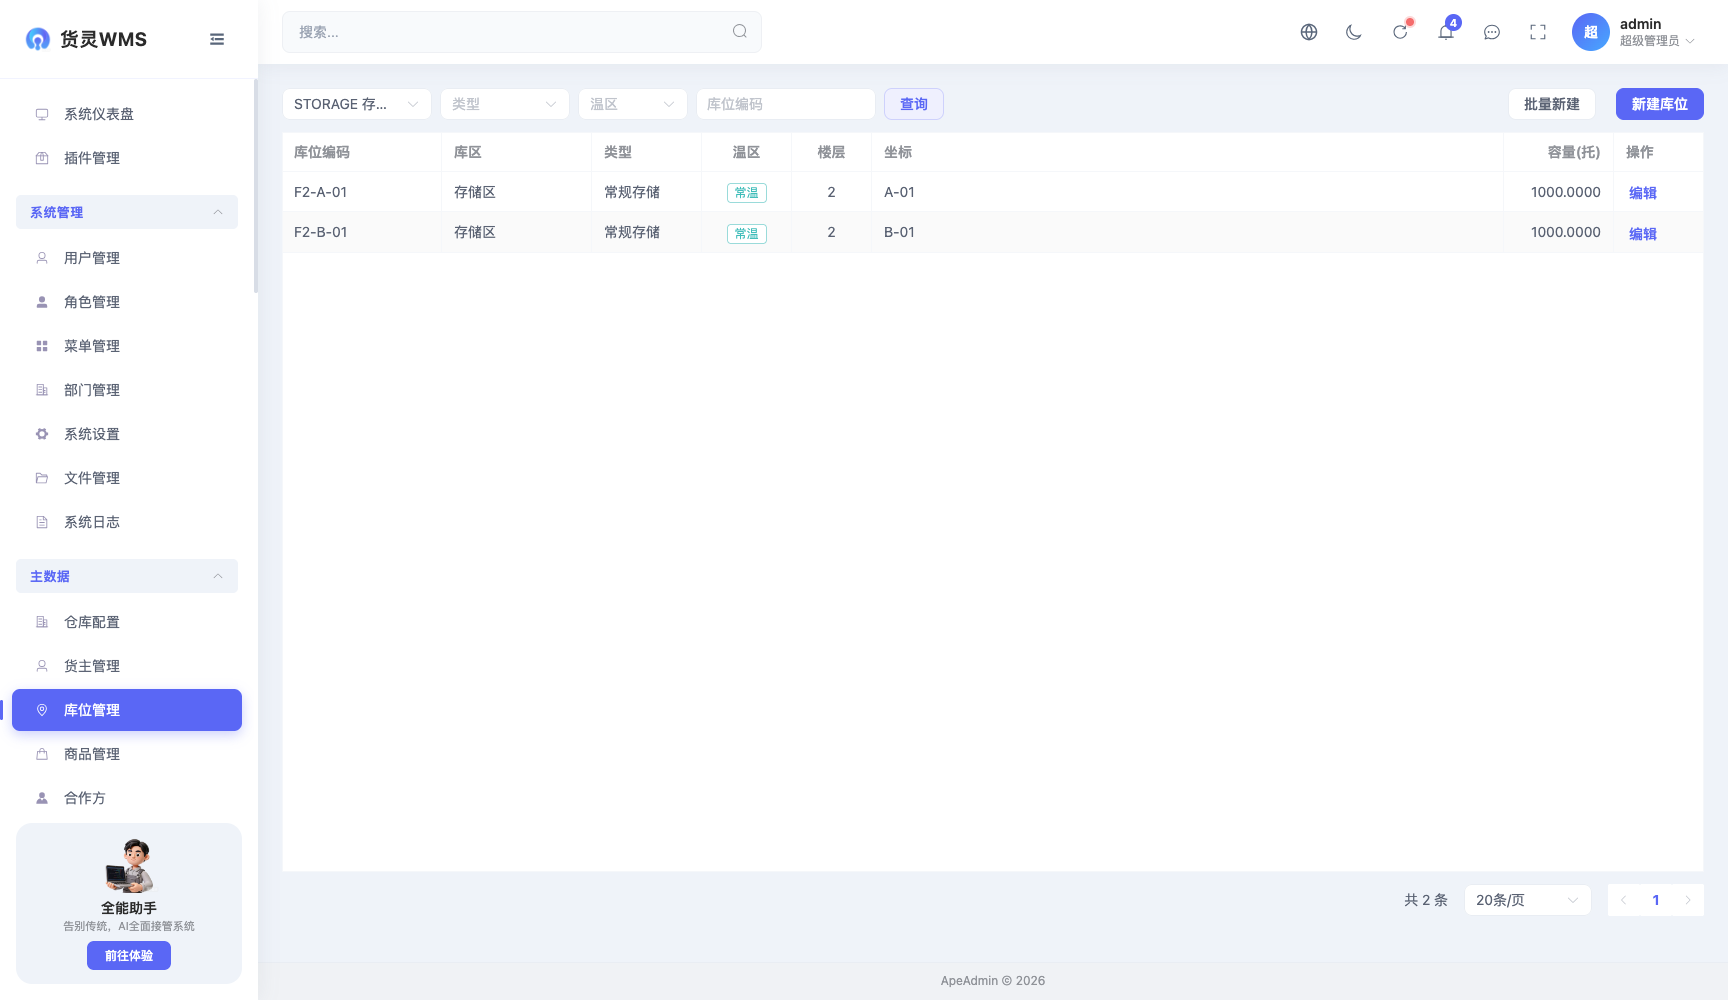 货灵WMS
搜索...
4
超
admin
超级管理员
系统仪表盘
插件管理
系统管理
用户管理
角色管理
菜单管理
部门管理
系统设置
文件管理
系统日志
主数据
仓库配置
货主管理
库位管理
商品管理
合作方
全能助手
告别传统，AI全面接管系统
前往体验
STORAGE 存...
类型
温区
库位编码
查询
批量新建
新建库位
库位编码 库区 类型 温区 楼层 坐标 容量(托) 操作
F2-A-01 存储区 常规存储 常温 2 A-01 1000.0000 编辑
F2-B-01 存储区 常规存储 常温 2 B-01 1000.0000 编辑
共 2 条
20条/页
1
ApeAdmin © 2026